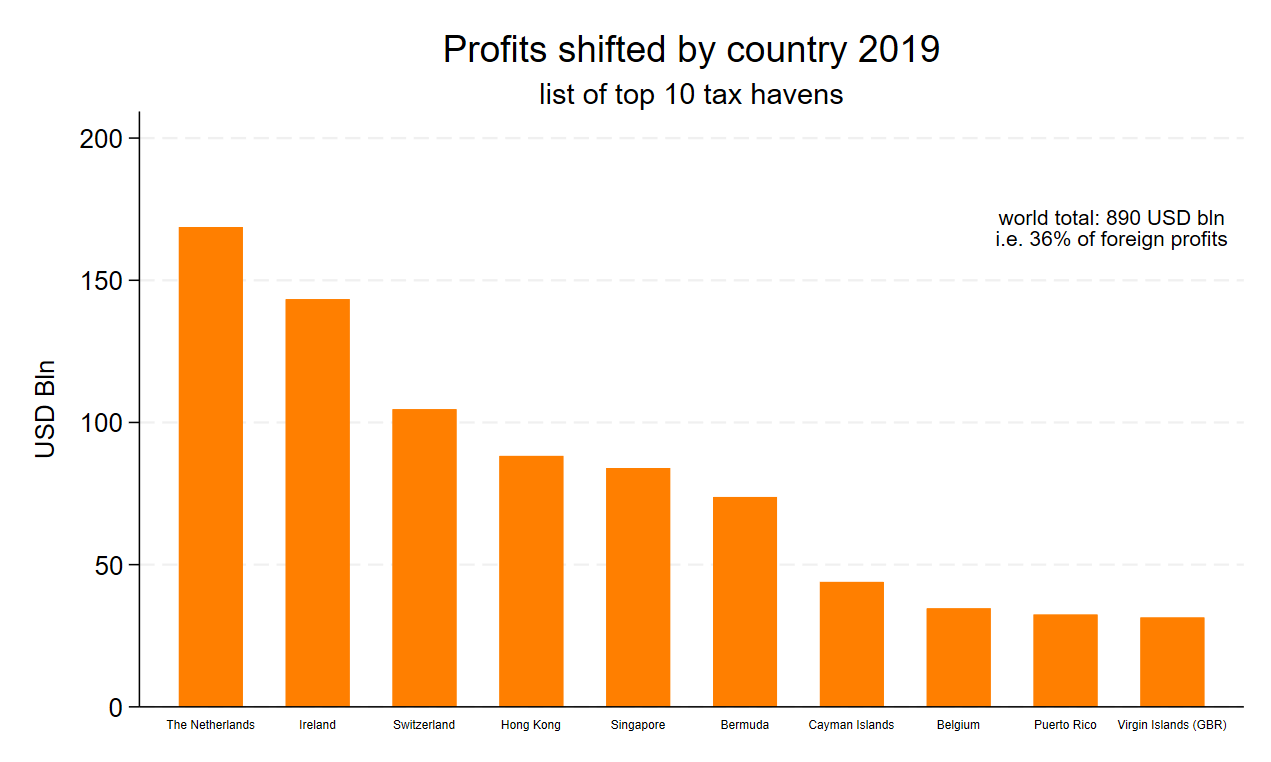 Profits shifted by country 2019
list of top 10 tax havens
200
world total: 890 USD bln
i.e. 36% of foreign profits
150
USD Bln
100
50
0
The Netherlands Ireland Switzerland Hong Kong Singapore Bermuda Cayman Islands Belgium Puerto Rico Virgin Islands (GBR)